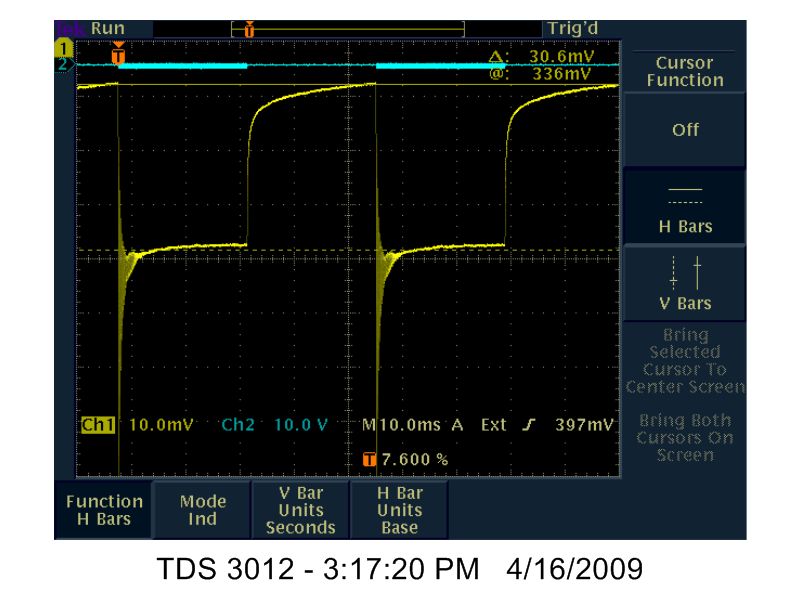 Tek Run Trig'd
1
T
T
2
Δ: 30.6mV
@: 336mV
Cursor
Function
Off
H Bars
V Bars
Bring
Selected
Cursor To
Center Screen
Bring Both
Cursors On
Screen
Ch1 10.0mV Ch2 10.0 V M10.0ms A Ext 397mV
T 7.600 %
Function
H Bars
Mode
Ind
V Bar
Units
Seconds
H Bar
Units
Base
TDS 3012 - 3:17:20 PM 4/16/2009